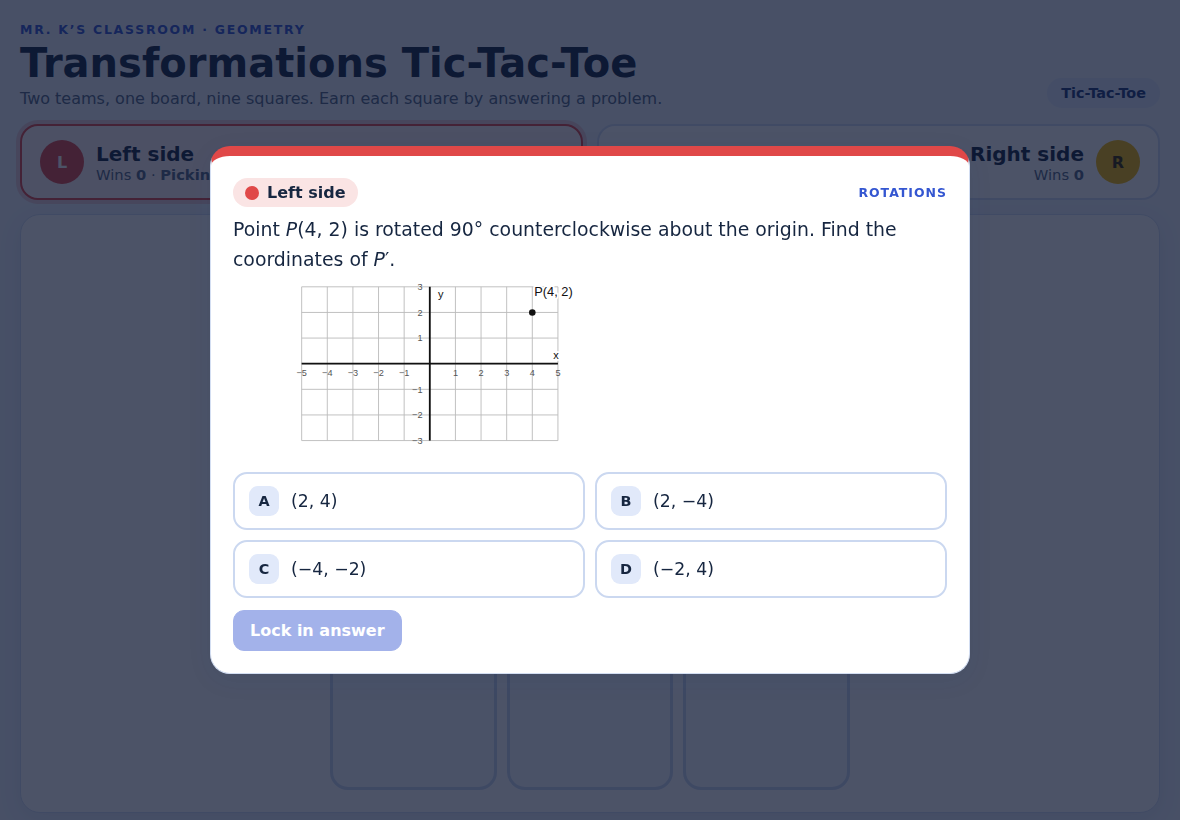 MR. K’S CLASSROOM · GEOMETRY
Transformations Tic-Tac-Toe
Two teams, one board, nine squares. Earn each square by answering a problem.
Tic-Tac-Toe
L
Left side
Wins 0 · Pickin
Right side
Wins 0
R
Left side
ROTATIONS
Point P(4, 2) is rotated 90° counterclockwise about the origin. Find the
coordinates of P′.
3
y
P(4, 2)
2
1
x
−5 −4 −3 −2 −1 1 2 3 4 5
−1
−2
−3
A (2, 4)
B (2, −4)
C (−4, −2)
D (−2, 4)
Lock in answer